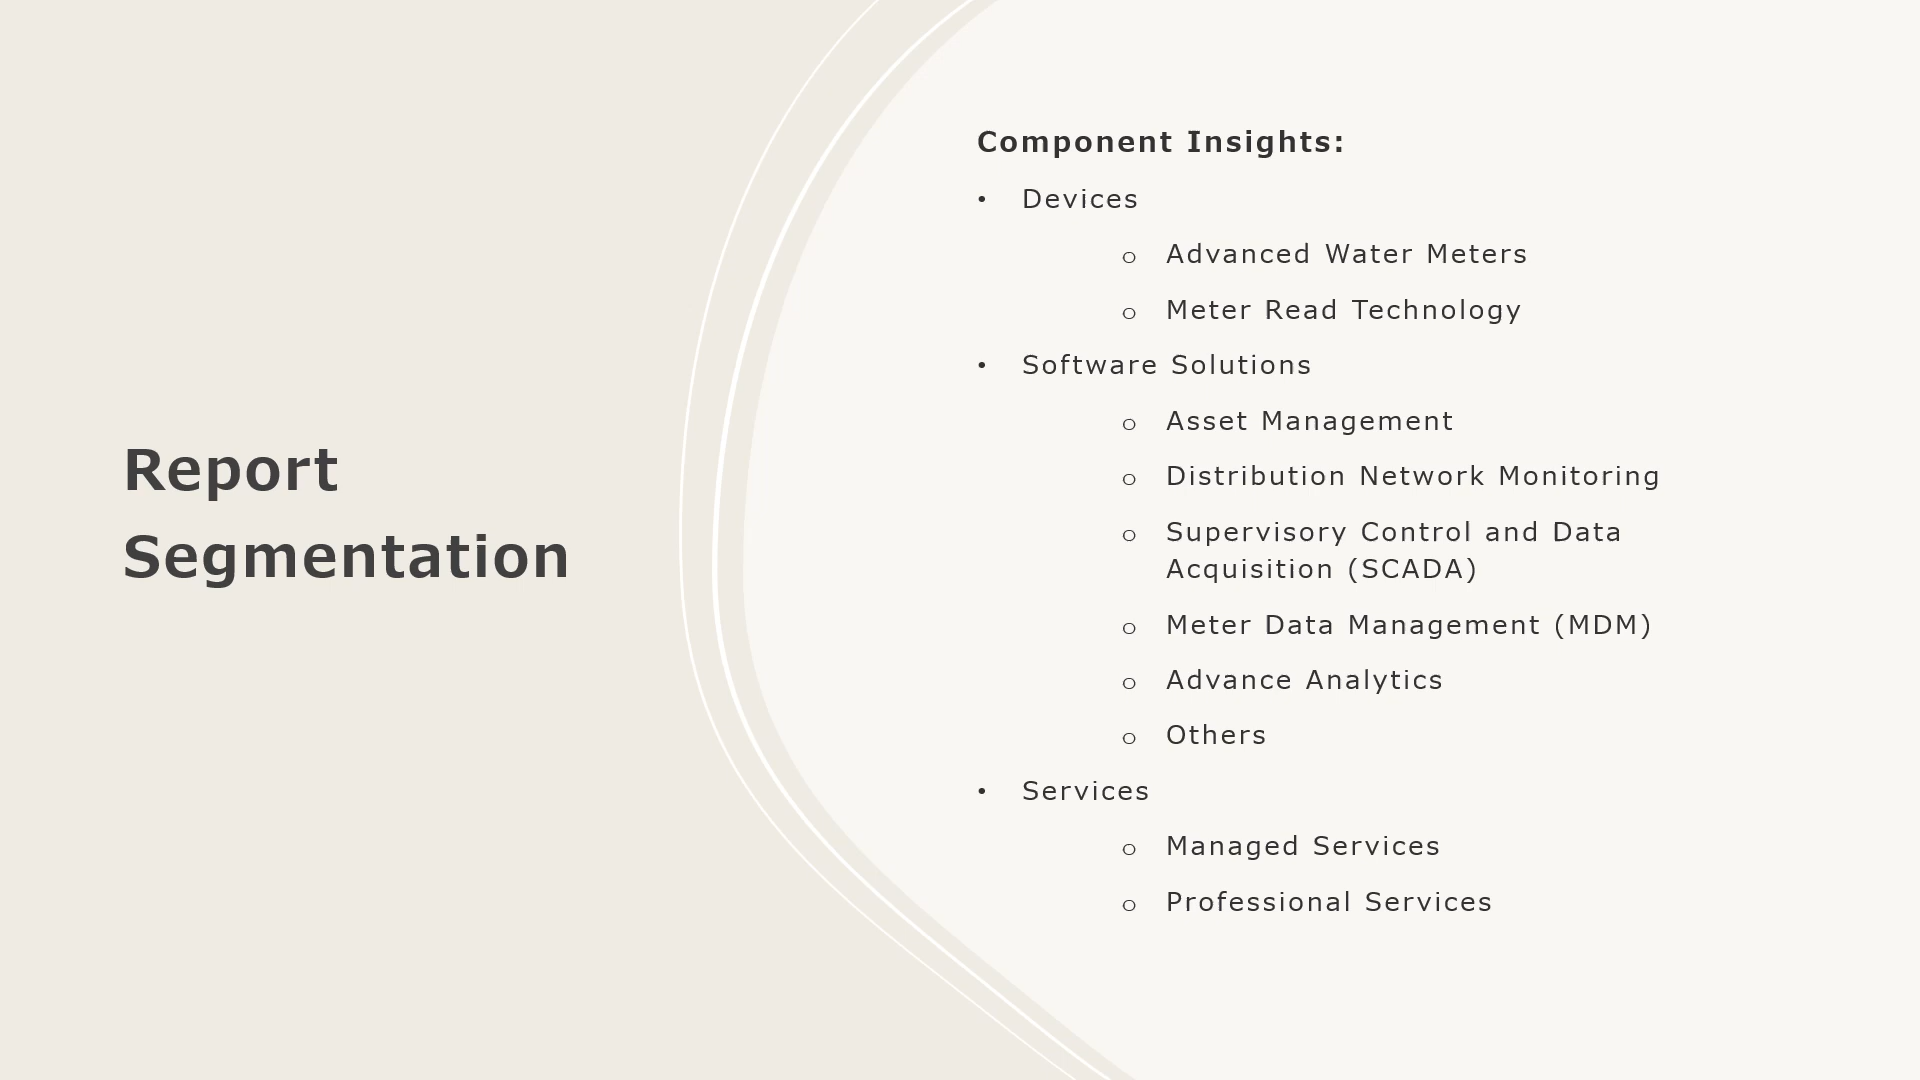 Report
Segmentation
Component Insights:
• Devices
o Advanced Water Meters
o Meter Read Technology
• Software Solutions
o Asset Management
o Distribution Network Monitoring
o Supervisory Control and Data
Acquisition (SCADA)
o Meter Data Management (MDM)
o Advance Analytics
o Others
• Services
o Managed Services
o Professional Services